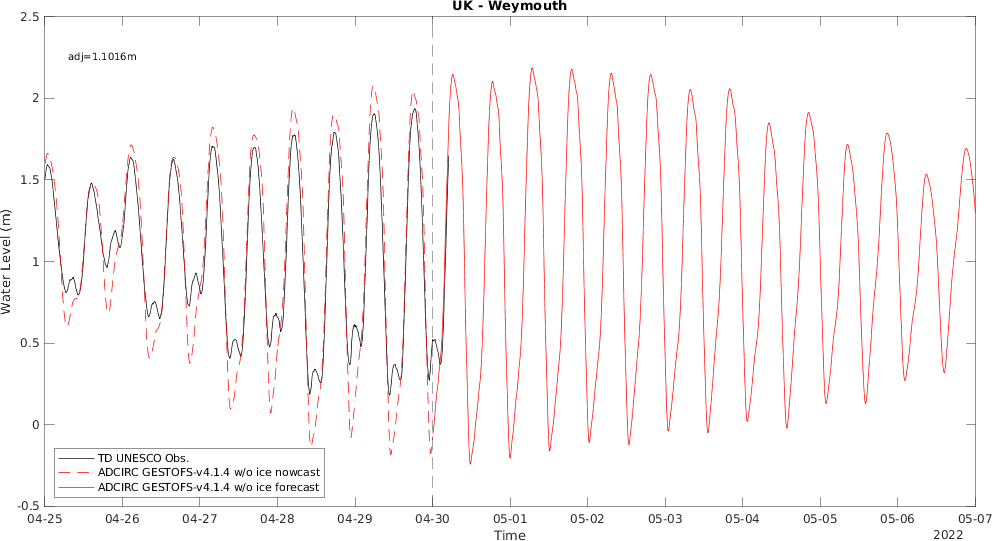 UK - Weymouth
adj=1.1016m
Water Level (m)
2.5
2
1.5
1
0.5
0
-0.5
TD UNESCO Obs.
ADCIRC GESTOFS-v4.1.4 w/o ice nowcast
ADCIRC GESTOFS-v4.1.4 w/o ice forecast
04-25 04-26 04-27 04-28 04-29 04-30 05-01 05-02 05-03 05-04 05-05 05-06 05-07
Time
2022